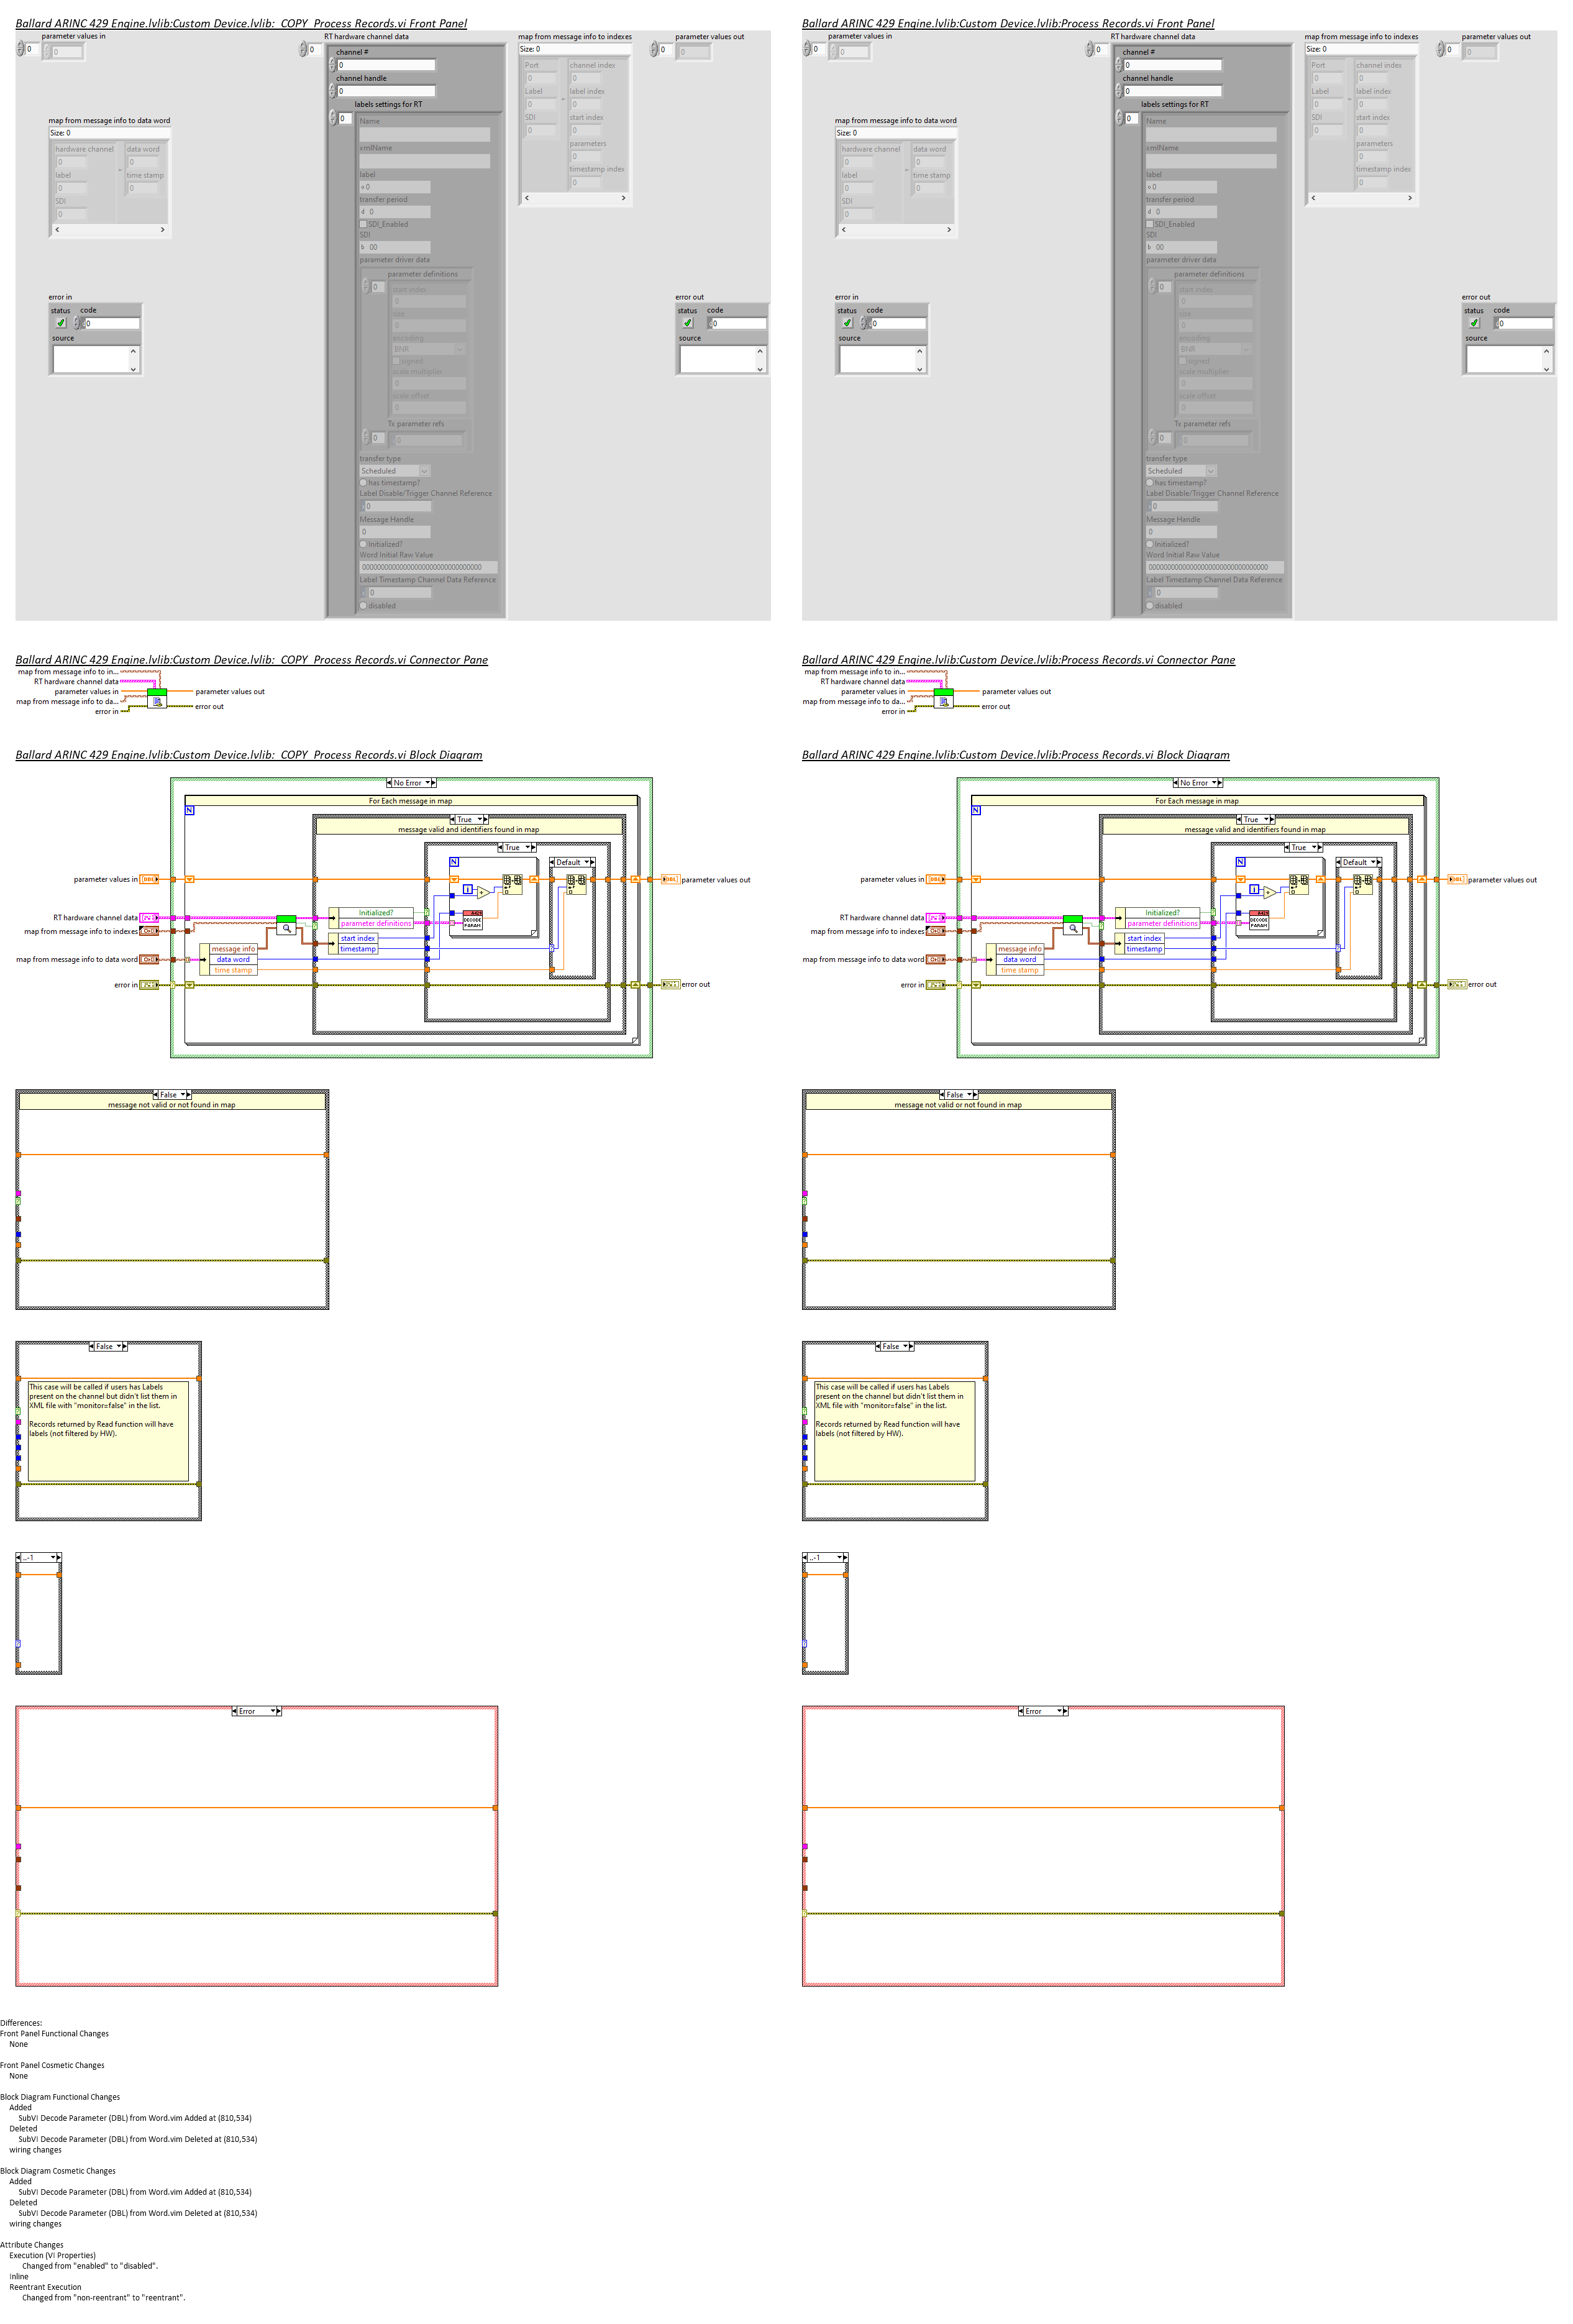 Ballard ARINC 429 Engine.lvlib:Custom Device.lvlib:_COPY_Process Records.vi Front Panel
parameter values in
0
0
RT hardware channel data
0
channel #
0
channel handle
0
labels settings for RT
0
Name
xmlName
label
o 0
transfer period
d 0
SDI_Enabled
SDI
b 00
parameter driver data
parameter definitions
0
start index
0
size
0
encoding
BNR
signed
scale multiplier
0
scale offset
0
Tx parameter refs
0
0
transfer type
Scheduled
has timestamp?
Label Disable/Trigger Channel Reference
0
Message Handle
0
Initialized?
Word Initial Raw Value
00000000000000000000000000000000
Label Timestamp Channel Data Reference
0
disabled
map from message info to indexes
Size: 0
Port
0
channel index
0
Label
0
label index
0
SDI
0
start index
0
parameters
0
timestamp index
0
parameter values out
0
0
map from message info to data word
Size: 0
hardware channel
0
data word
0
label
0
time stamp
0
SDI
0
error in
status
code
0
source
error out
status
code
0
source
Ballard ARINC 429 Engine.lvlib:Custom Device.lvlib:Process Records.vi Front Panel
parameter values in
0
0
RT hardware channel data
0
channel #
0
channel handle
0
labels settings for RT
0
Name
xmlName
label
o 0
transfer period
d 0
SDI_Enabled
SDI
b 00
parameter driver data
parameter definitions
0
start index
0
size
0
encoding
BNR
signed
scale multiplier
0
scale offset
0
Tx parameter refs
0
0
transfer type
Scheduled
has timestamp?
Label Disable/Trigger Channel Reference
0
Message Handle
0
Initialized?
Word Initial Raw Value
00000000000000000000000000000000
Label Timestamp Channel Data Reference
0
disabled
map from message info to indexes
Size: 0
Port
0
channel index
0
Label
0
label index
0
SDI
0
start index
0
parameters
0
timestamp index
0
parameter values out
0
0
map from message info to data word
Size: 0
hardware channel
0
data word
0
label
0
time stamp
0
SDI
0
error in
status
code
0
source
error out
status
code
0
source
Ballard ARINC 429 Engine.lvlib:Custom Device.lvlib:_COPY_Process Records.vi Connector Pane
map from message info to in...
RT hardware channel data
parameter values in
map from message info to da...
error in
parameter values out
error out
Ballard ARINC 429 Engine.lvlib:Custom Device.lvlib:Process Records.vi Connector Pane
map from message info to in...
RT hardware channel data
parameter values in
map from message info to da...
error in
parameter values out
error out
Ballard ARINC 429 Engine.lvlib:Custom Device.lvlib:_COPY_Process Records.vi Block Diagram
No Error
For Each message in map
N
True
message valid and identifiers found in map
True
N
Default
parameter values in
i
parameter values out
RT hardware channel data
Initialized?
parameter definitions
DECODE
PARAM
map from message info to indexes
start index
timestamp
message info
map from message info to data word
data word
time stamp
error in
error out
Ballard ARINC 429 Engine.lvlib:Custom Device.lvlib:Process Records.vi Block Diagram
No Error
For Each message in map
N
True
message valid and identifiers found in map
True
N
Default
parameter values in
i
parameter values out
RT hardware channel data
Initialized?
parameter definitions
DECODE
PARAM
map from message info to indexes
start index
timestamp
message info
map from message info to data word
data word
time stamp
error in
error out
False
message not valid or not found in map
False
message not valid or not found in map
False
This case will be called if users has Labels
present on the channel but didn't list them in
XML file with "monitor=false" in the list.
Records returned by Read function will have
labels (not filtered by HW).
False
This case will be called if users has Labels
present on the channel but didn't list them in
XML file with "monitor=false" in the list.
Records returned by Read function will have
labels (not filtered by HW).
..-1
..-1
Error
Error
Differences:
Front Panel Functional Changes
None
Front Panel Cosmetic Changes
None
Block Diagram Functional Changes
Added
SubVI Decode Parameter (DBL) from Word.vim Added at (810,534)
Deleted
SubVI Decode Parameter (DBL) from Word.vim Deleted at (810,534)
wiring changes
Block Diagram Cosmetic Changes
Added
SubVI Decode Parameter (DBL) from Word.vim Added at (810,534)
Deleted
SubVI Decode Parameter (DBL) from Word.vim Deleted at (810,534)
wiring changes
Attribute Changes
Execution (VI Properties)
Changed from "enabled" to "disabled".
Inline
Reentrant Execution
Changed from "non-reentrant" to "reentrant".